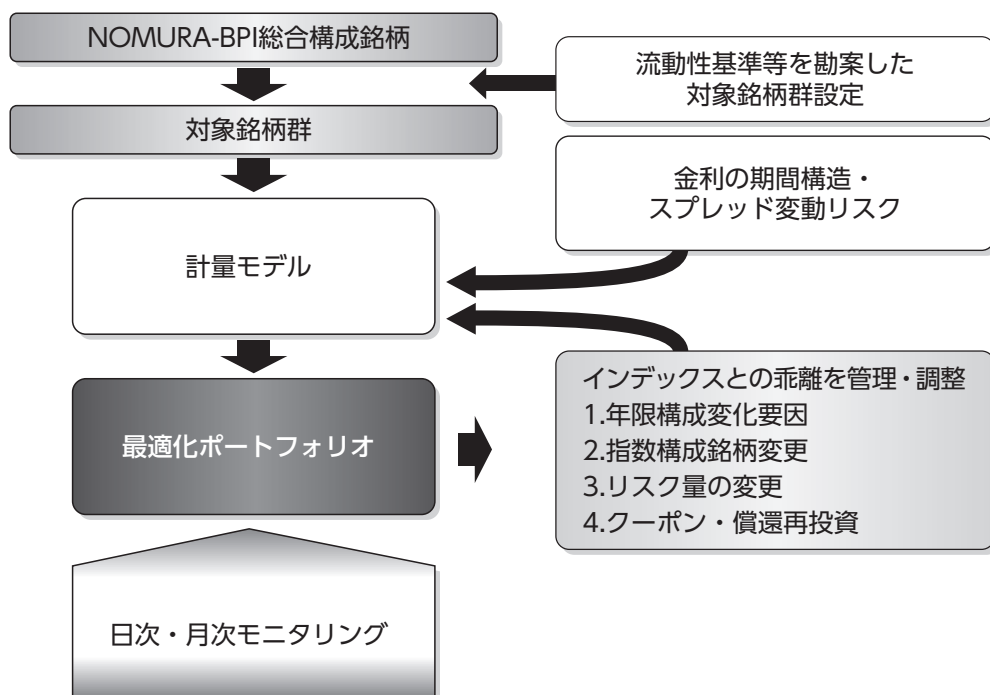 NOMURA-BPI総合構成銘柄
流動性基準等を勘案した
対象銘柄群設定
対象銘柄群
金利の期間構造・
スプレッド変動リスク
計量モデル
インデックスとの乖離を管理・調整
1.年限構成変化要因
2.指数構成銘柄変更
3.リスク量の変更
4.クーポン・償還再投資
最適化ポートフォリオ
日次・月次モニタリング